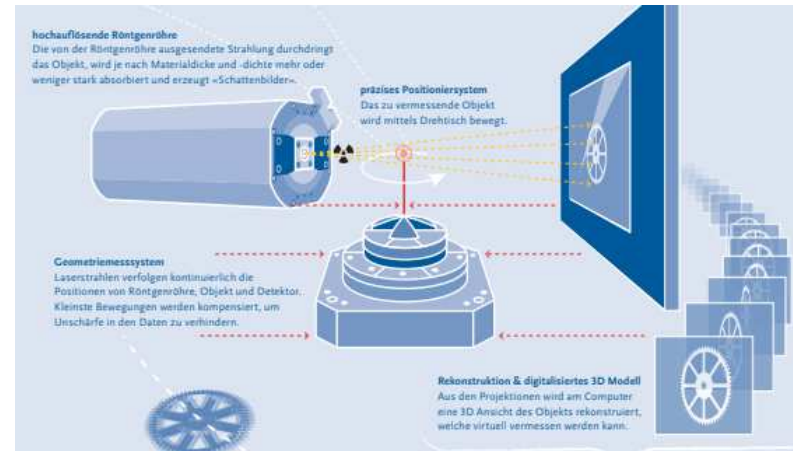 hochauflösende Röntgenröhre
Die von der Röntgenröhre ausgesendete Strahlung durchdringt
das Objekt, wird je nach Materialdicke und -dichte mehr oder
weniger stark absorbiert und erzeugt «Schattenbilder».
präzises Positioniersystem
Das zu vermessende Objekt
wird mittels Drehtisch bewegt.
Geometriemesssystem
Laserstrahlen verfolgen kontinuierlich die
Positionen von Röntgenröhre, Objekt und Detektor.
Kleinste Bewegungen werden kompensiert, um
Unschärfe in den Daten zu verhindern.
Rekonstruktion & digitalisiertes 3D Modell
Aus den Projektionen wird am Computer
eine 3D Ansicht des Objekts rekonstruiert,
welche virtuell vermessen werden kann.